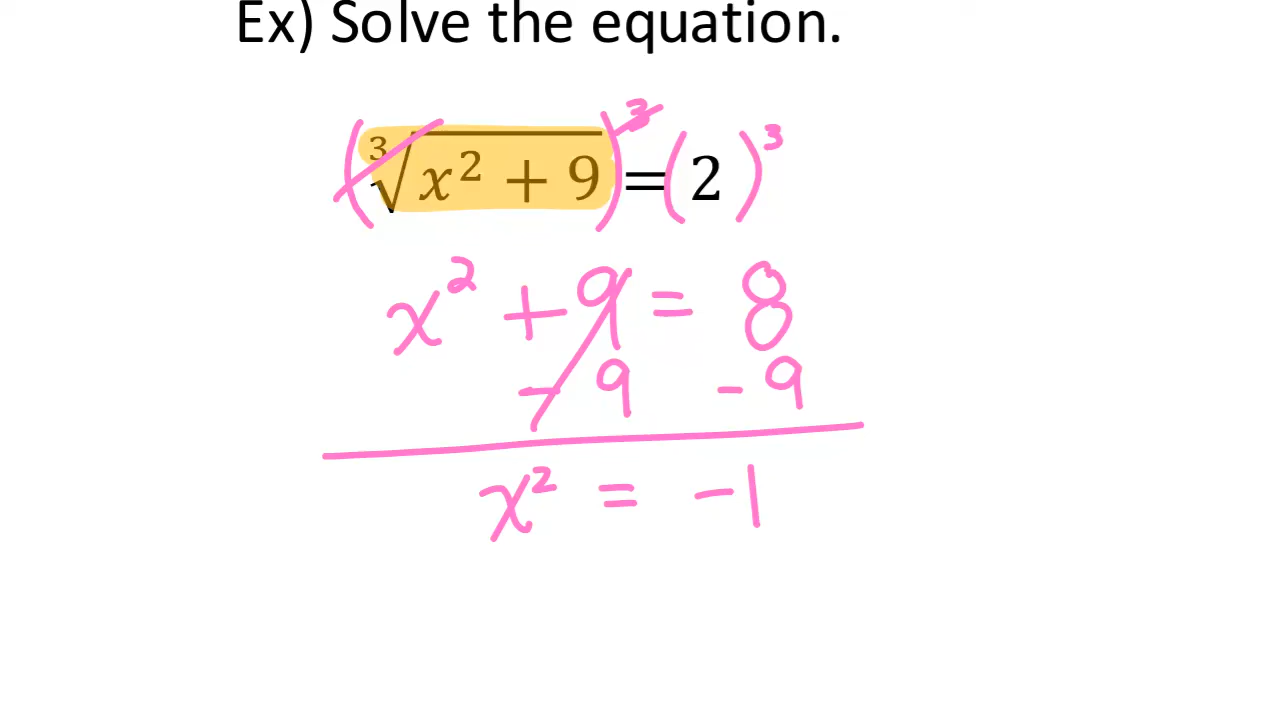 Ex) Solve the equation.
(∛(x² + 9))³ = (2)³
x² + 9 = 8
- 9 - 9
x² = -1